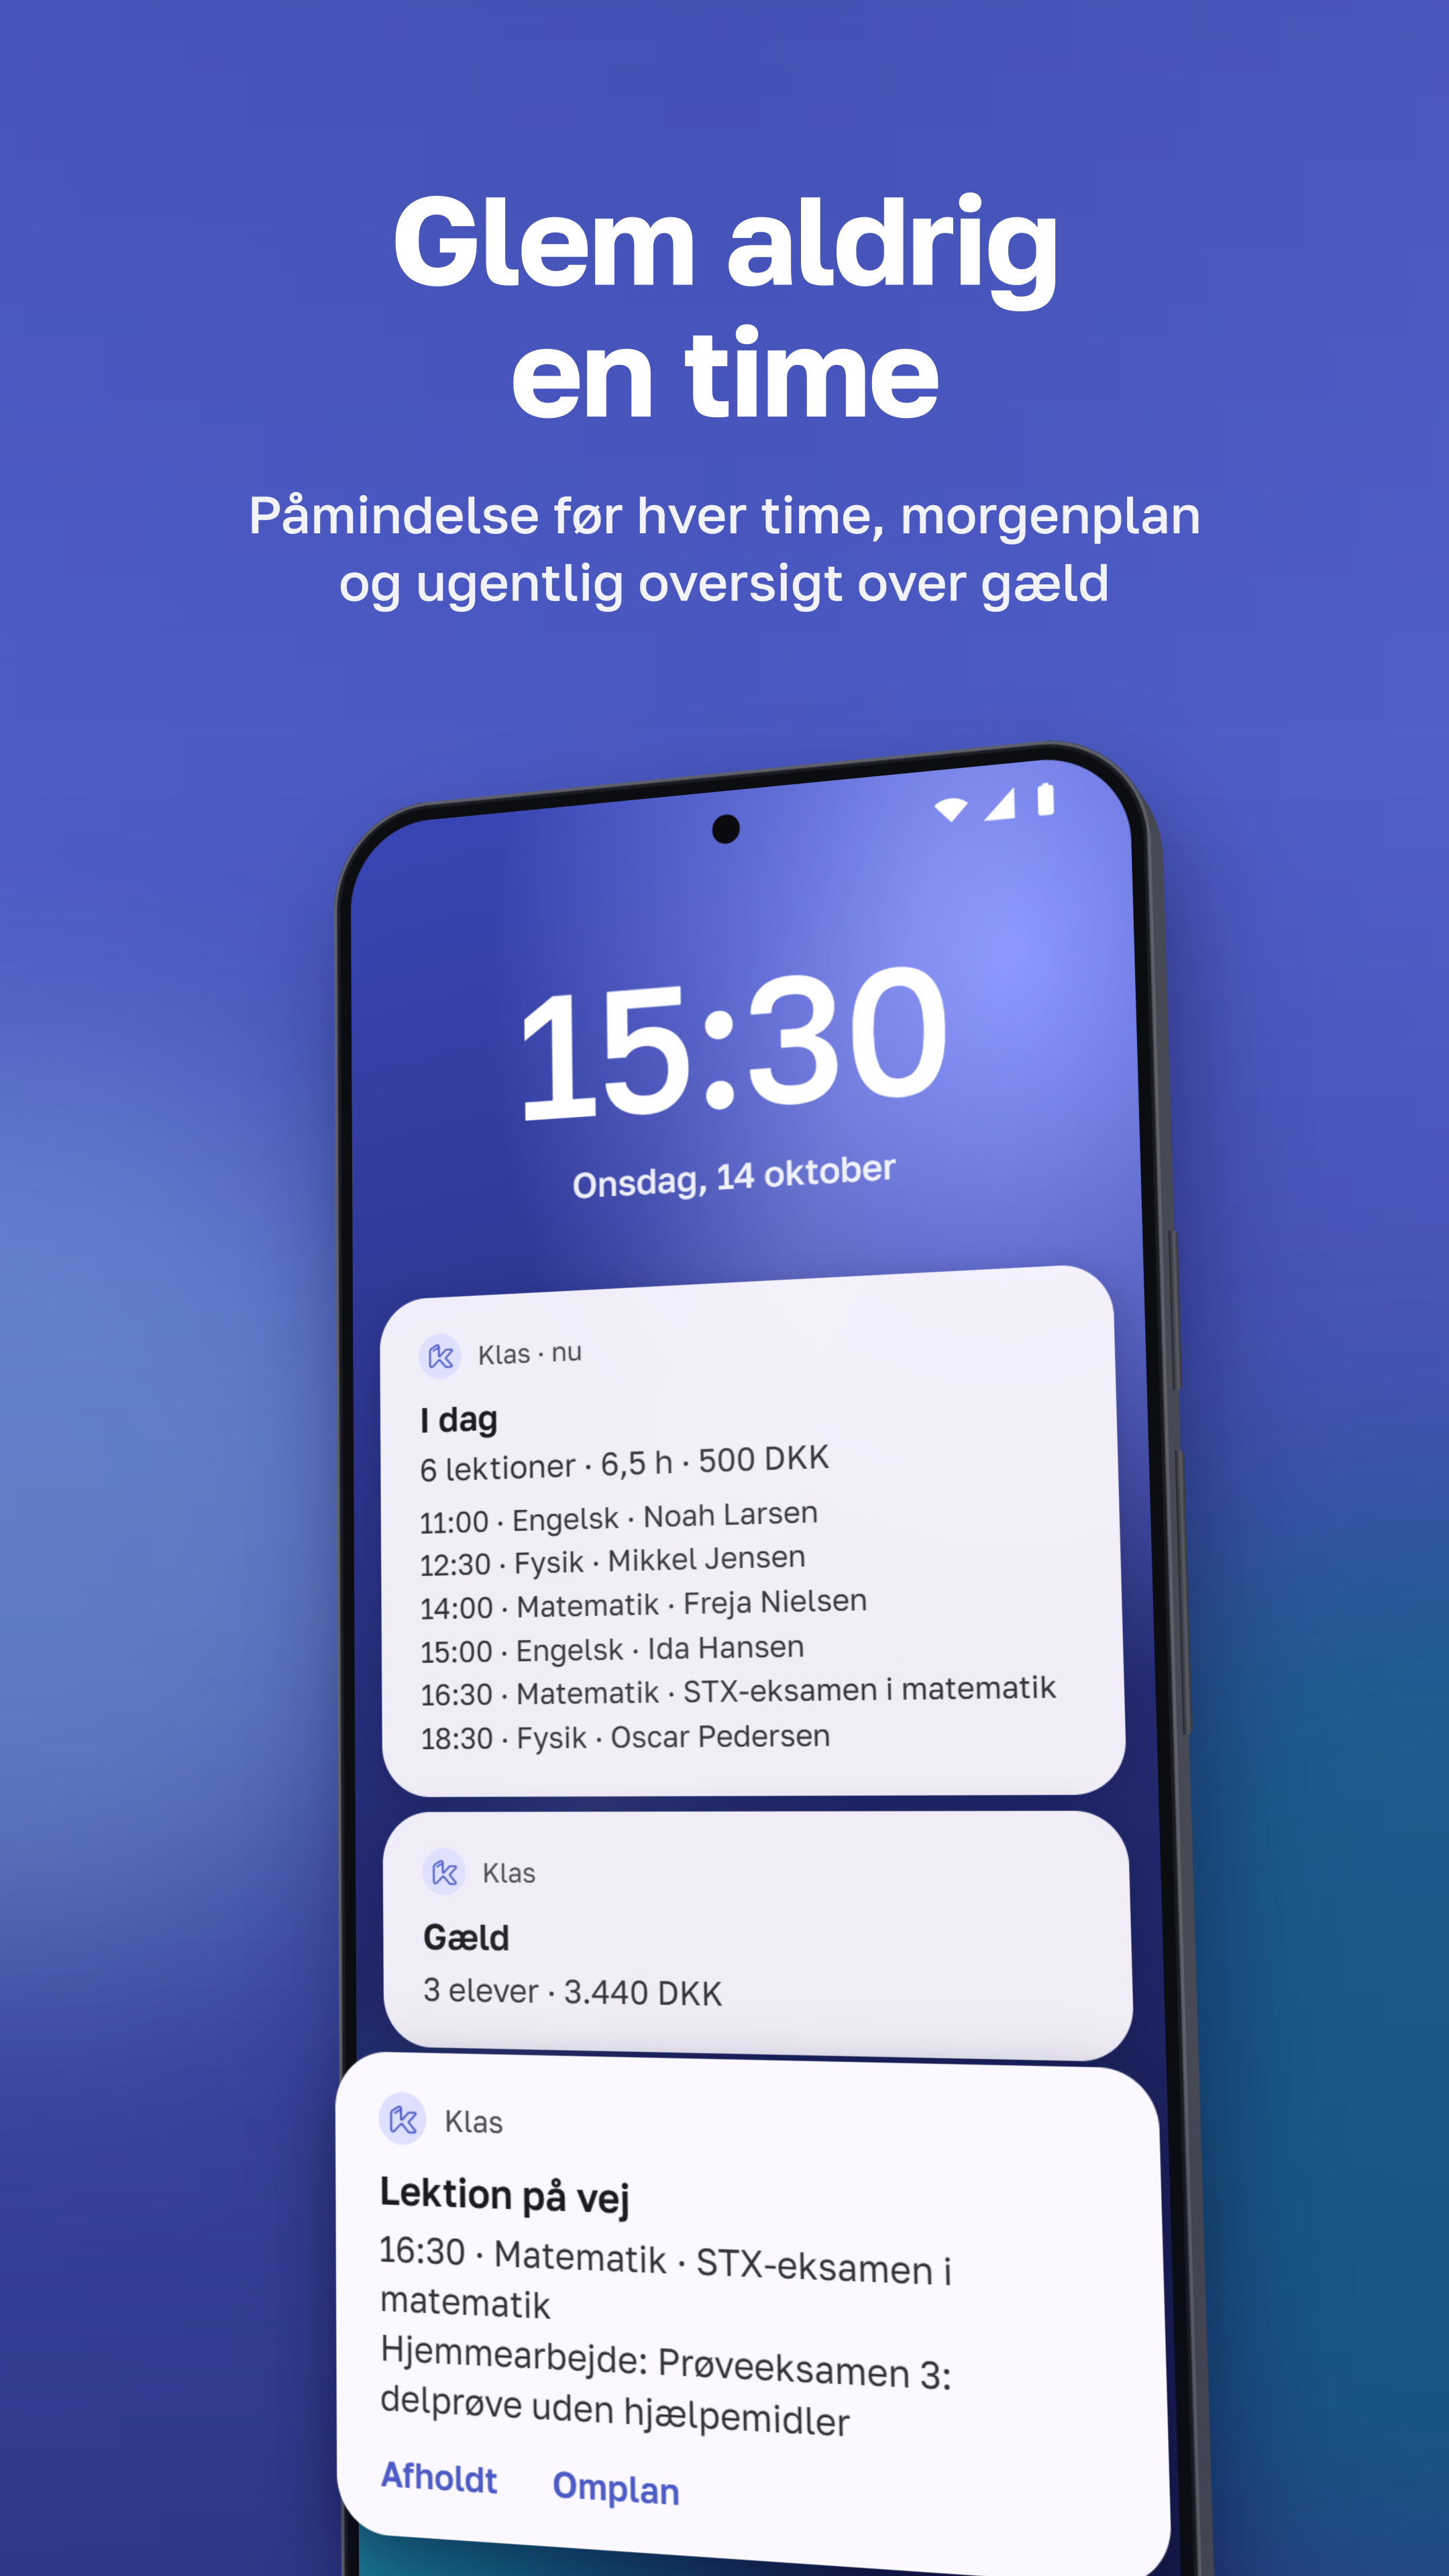 Glem aldrig
en time
Påmindelse før hver time, morgenplan
og ugentlig oversigt over gæld
15:30
Onsdag, 14 oktober
Klas · nu
I dag
6 lektioner · 6,5 h · 500 DKK
11:00 · Engelsk · Noah Larsen
12:30 · Fysik · Mikkel Jensen
14:00 · Matematik · Freja Nielsen
15:00 · Engelsk · Ida Hansen
16:30 · Matematik · STX-eksamen i matematik
18:30 · Fysik · Oscar Pedersen
Klas
Gæld
3 elever · 3.440 DKK
Klas
Lektion på vej
16:30 · Matematik · STX-eksamen i
matematik
Hjemmearbejde: Prøveeksamen 3:
delprøve uden hjælpemidler
Afholdt Omplan